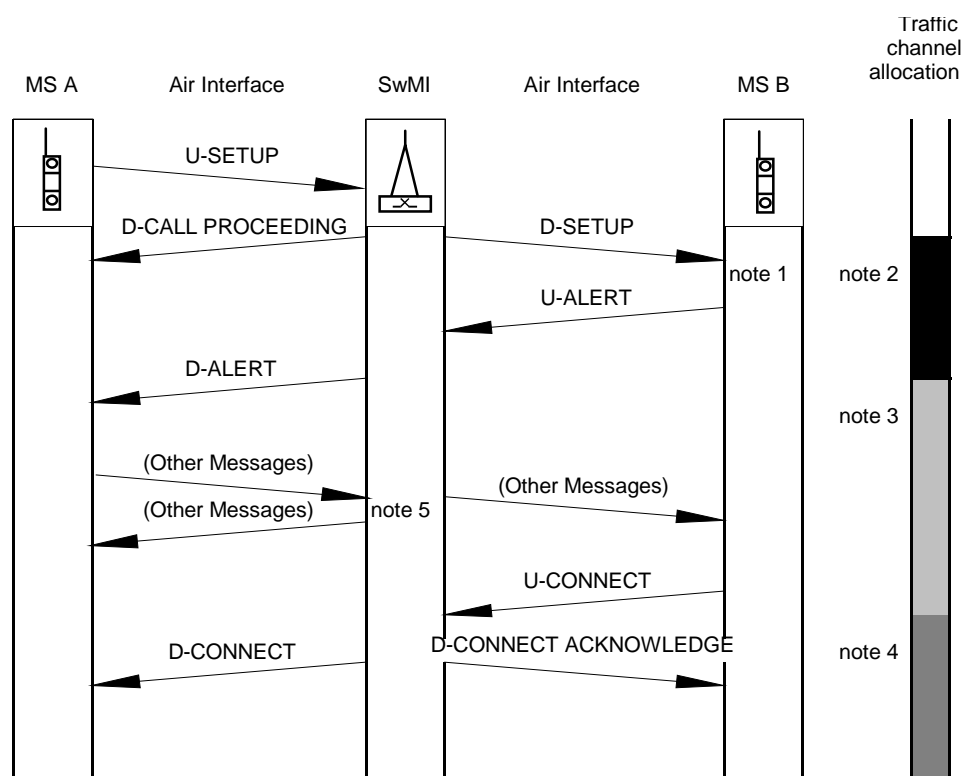 Traffic
channel
allocation
MS A
Air Interface
SwMI
Air Interface
MS B
U-SETUP
D-CALL PROCEEDING
D-SETUP
note 1
note 2
U-ALERT
D-ALERT
note 3
(Other Messages)
(Other Messages)
(Other Messages)
note 5
U-CONNECT
D-CONNECT
D-CONNECT ACKNOWLEDGE
note 4